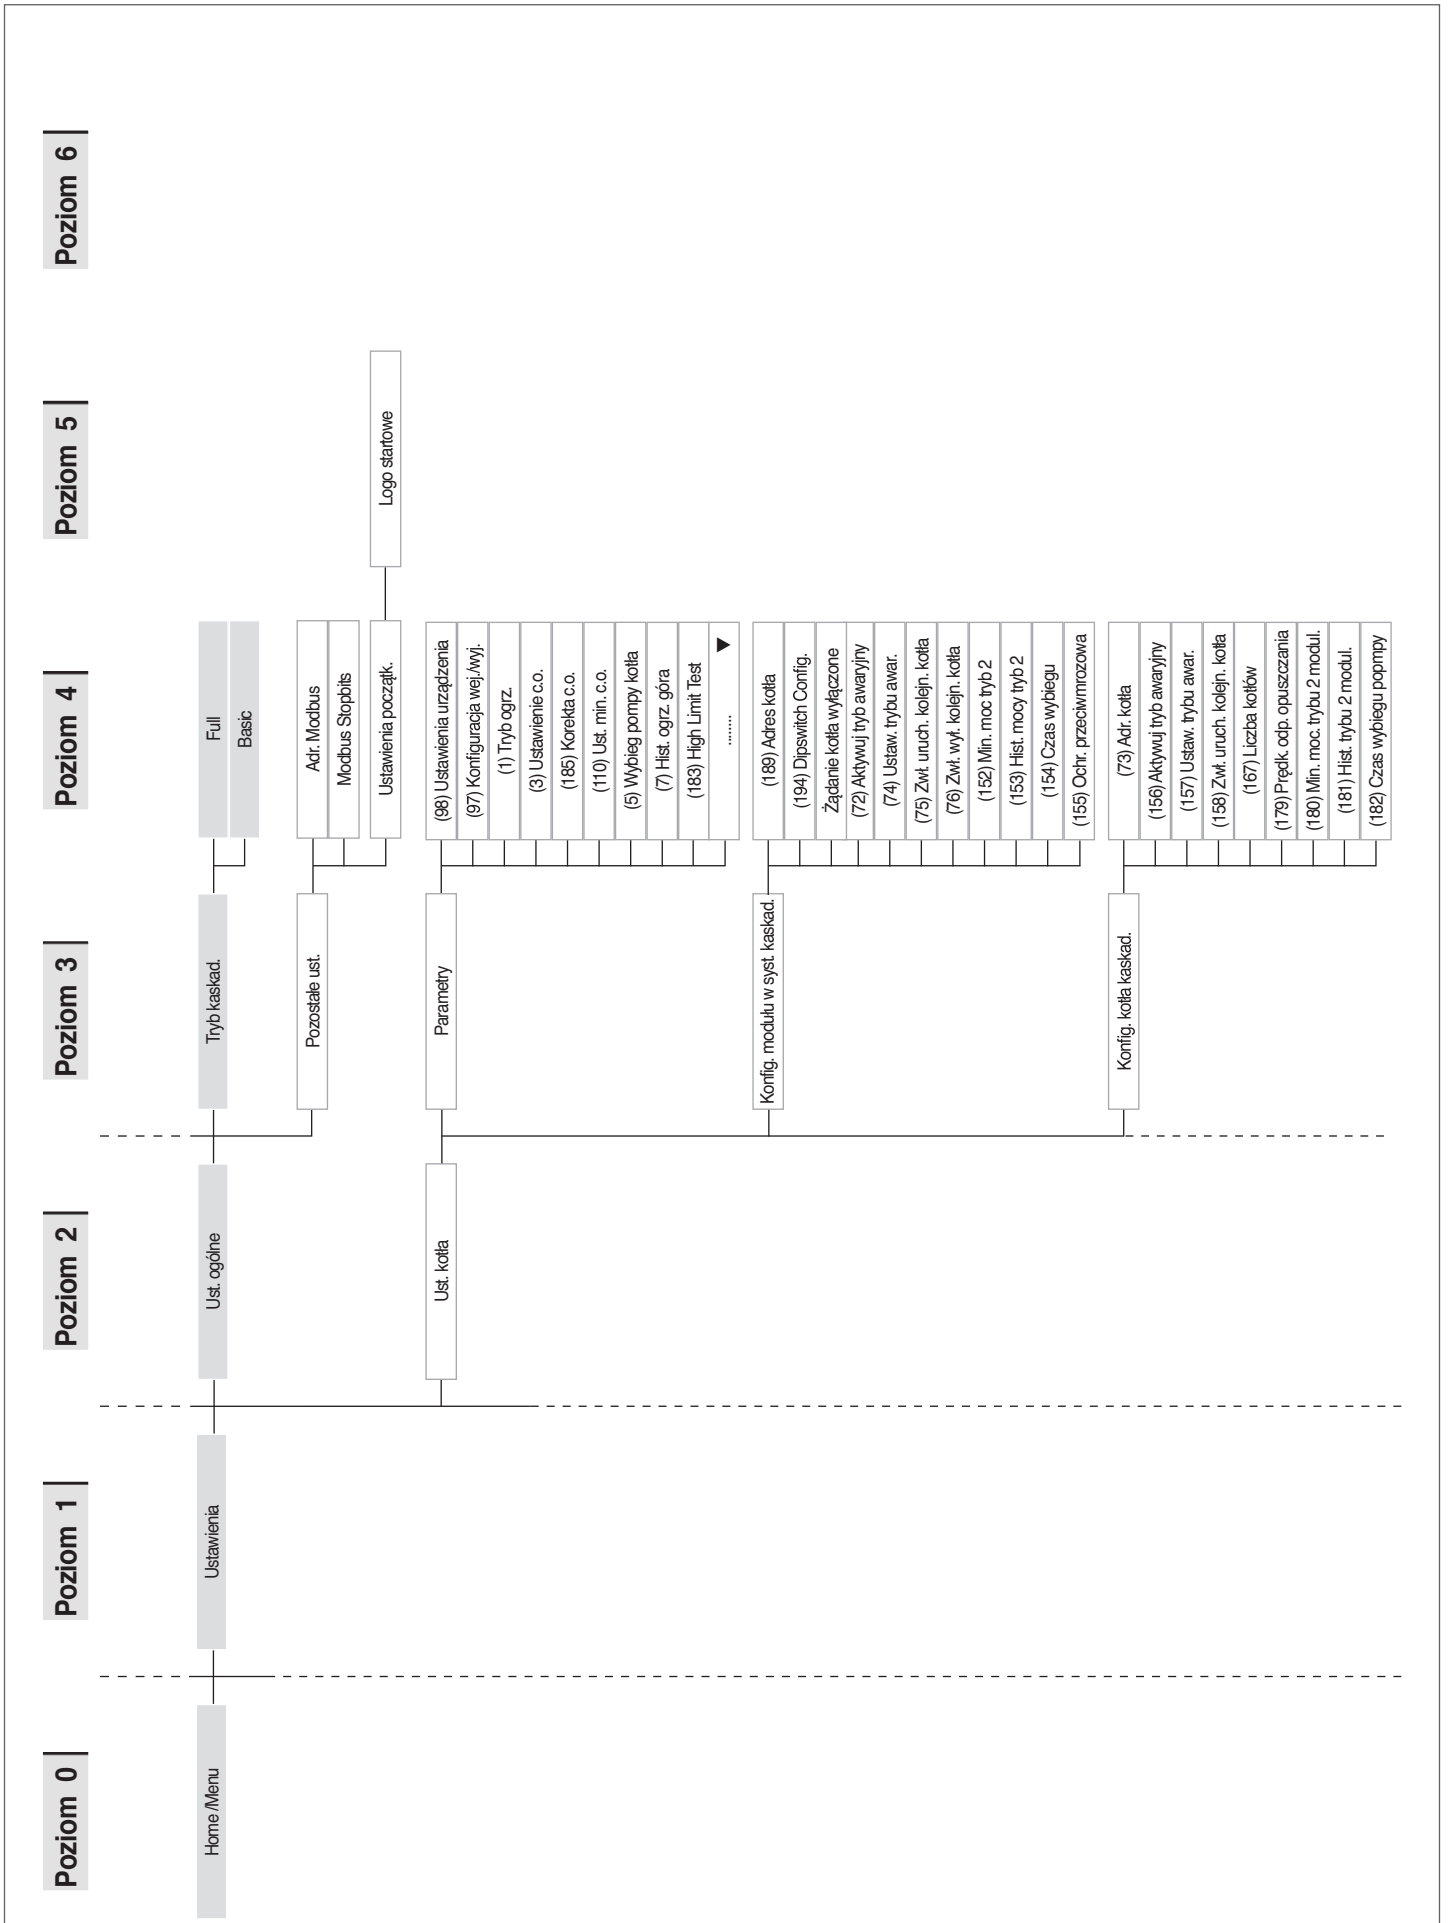 Poziom 0
Poziom 1
Poziom 2
Poziom 3
Poziom 4
Poziom 5
Poziom 6
Home /Menu
Ustawienia
Ust. ogólne
Tryb kaskad.
Full
Basic
Pozostałe ust.
Adr. Modbus
Modbus Stopbits
Ustawienia początk.
Logo startowe
Ust. kotła
Parametry
(98) Ustawienia urządzenia
(97) Konfiguracja wej./wyj.
(1) Tryb ogrz.
(3) Ustawienie c.o.
(185) Korekta c.o.
(110) Ust. min. c.o.
(5) Wybieg pompy kotła
(7) Hist. ogrz. góra
(183) High Limit Test
........ ▼
Konfig. modułu w syst. kaskad.
(189) Adres kotła
(194) Dipswitch Config.
Żądanie kotła wyłączone
(72) Aktywuj tryb awaryjny
(74) Ustaw. trybu awar.
(75) Zwł. uruch. kolejn. kotła
(76) Zwł. wył. kolejn. kotła
(152) Min. moc tryb 2
(153) Hist. mocy tryb 2
(154) Czas wybiegu
(155) Ochr. przeciwmrozowa
Konfig. kotła kaskad.
(73) Adr. kotła
(156) Aktywuj tryb awaryjny
(157) Ustaw. trybu awar.
(158) Zwł. uruch. kolejn. kotła
(167) Liczba kotłów
(179) Prędk. odp. opuszczania
(180) Min. moc. trybu 2 modul.
(181) Hist. trybu 2 modul.
(182) Czas wybiegu popmpy